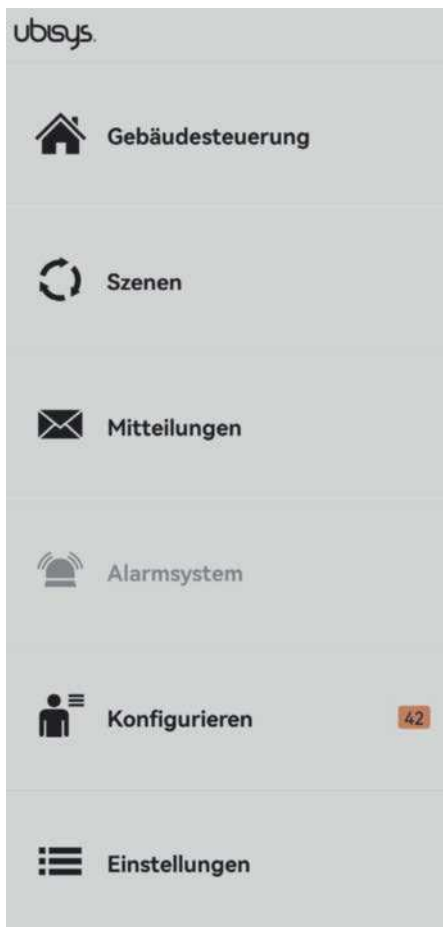 ubisys.
Gebäudesteuerung
Szenen
Mitteilungen
Alarmsystem
Konfigurieren
42
Einstellungen